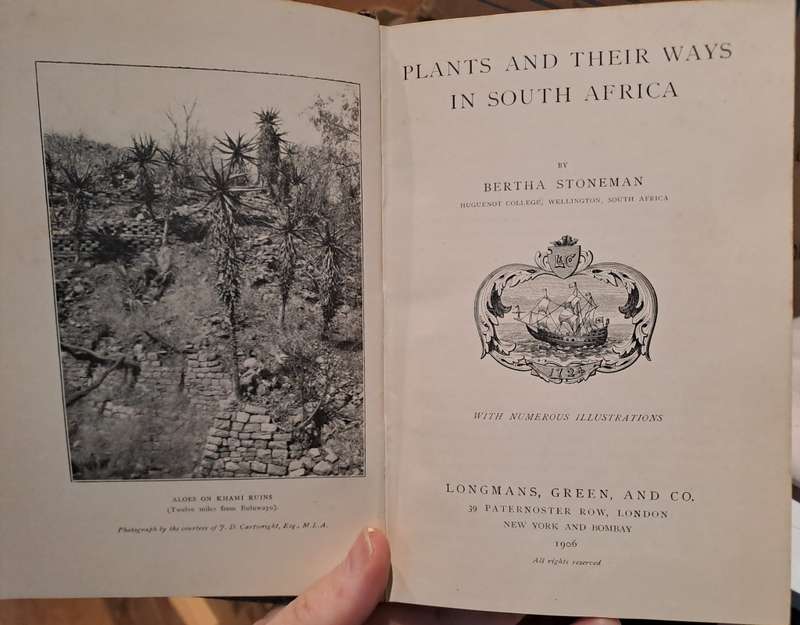 ALOES ON KHAMI RUINS
(Twelve miles from Buluwayo).
Photograph by the courtesy of J. D. Cartwright, Esq., M.L.A.
PLANTS AND THEIR WAYS
IN SOUTH AFRICA
BY
BERTHA STONEMAN
HUGUENOT COLLEGE, WELLINGTON, SOUTH AFRICA
1724
WITH NUMEROUS ILLUSTRATIONS
LONGMANS, GREEN, AND CO.
39 PATERNOSTER ROW, LONDON
NEW YORK AND BOMBAY
1906
All rights reserved